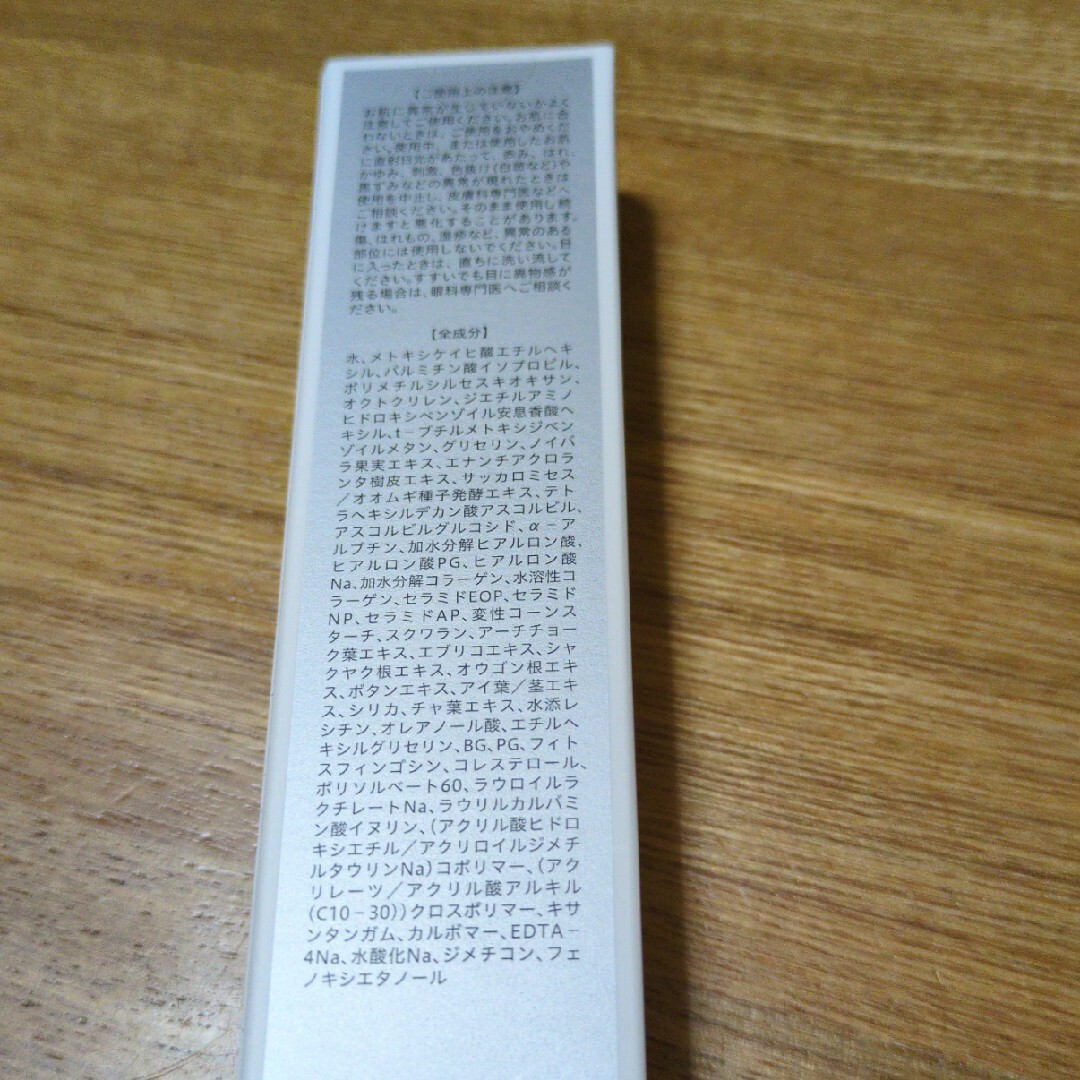 【ご使用上の注意】
お肌に異常が生じていないかよく
注意してご使用ください。お肌に合
わないときは、ご使用をおやめくだ
さい。使用中、または使用したお肌
に直射日光があたって、赤み、はれ、
かゆみ、刺激、色抜け(白斑など)や
黒ずみなどの異常が現れたときは
使用を中止し、皮膚科専門医などへ
ご相談ください。そのまま使用し続
けますと悪化することがあります。
傷、はれもの、湿疹など、異常のある
部位には使用しないでください。目
に入ったときは、直ちに洗い流して
ください。すすいでも目に異物感が
残る場合は、眼科専門医へご相談く
ださい。
【全成分】
水、メトキシケイヒ酸エチルヘキ
シル、パルミチン酸イソプロピル、
ポリメチルシルセスキオキサン、
オクトクリレン、ジエチルアミノ
ヒドロキシベンゾイル安息香酸ヘ
キシル、t－ブチルメトキシジベン
ゾイルメタン、グリセリン、ノイバ
ラ果実エキス、エナンチアクロラ
ンタ樹皮エキス、サッカロミセス
／オオムギ種子発酵エキス、テト
ラヘキシルデカン酸アスコルビル、
アスコルビルグルコシド、α－ア
ルブチン、加水分解ヒアルロン酸、
ヒアルロン酸PG、ヒアルロン酸
Na、加水分解コラーゲン、水溶性コ
ラーゲン、セラミドEOP、セラミド
NP、セラミドAP、変性コーンス
ターチ、スクワラン、アーチチョー
ク葉エキス、エブリコエキス、シャ
クヤク根エキス、オウゴン根エキ
ス、ボタンエキス、アイ葉／茎エキ
ス、シリカ、チャ葉エキス、水添レ
シチン、オレアノール酸、エチルヘ
キシルグリセリン、BG、PG、フィト
スフィンゴシン、コレステロール、
ポリソルベート60、ラウロイルラ
クチレートNa、ラウリルカルバミ
ン酸イヌリン、(アクリル酸ヒドロ
キシエチル／アクリロイルジメチ
ルタウリンNa)コポリマー、(アク
リレーツ／アクリル酸アルキル
(C10－30))クロスポリマー、キサ
ンタンガム、カルボマー、EDTA－
4Na、水酸化Na、ジメチコン、フェ
ノキシエタノール